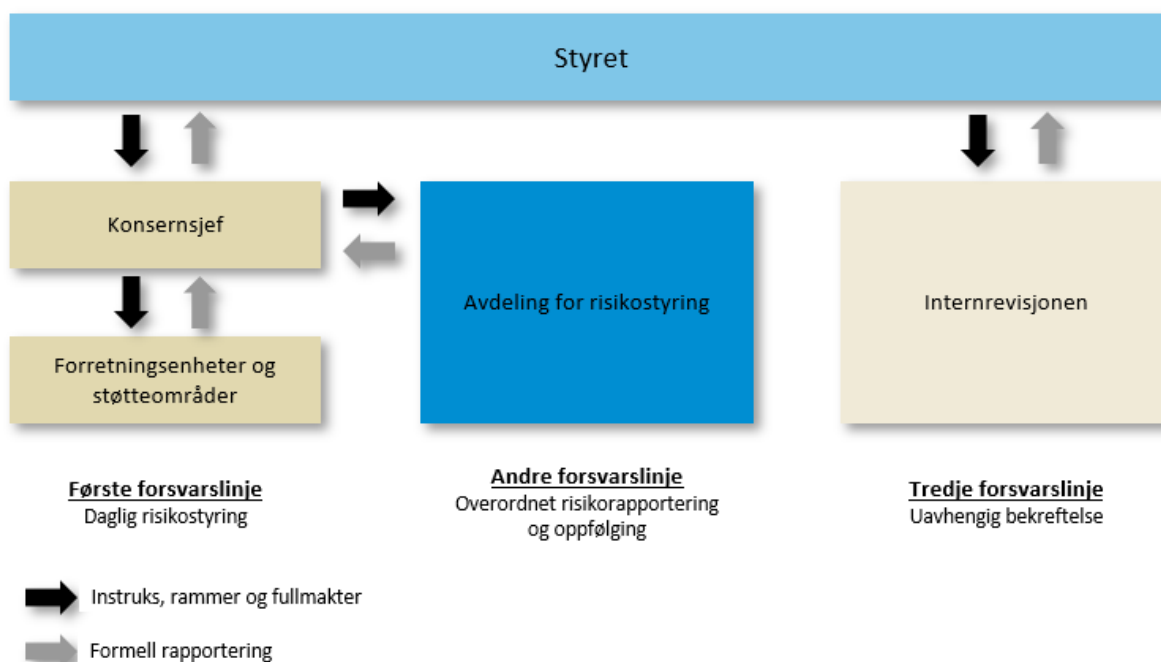 Styret
Konsernsjef
Forretningsenheter og
støtteområder
Avdeling for risikostyring
Internrevisjonen
Første forsvarslinje
Daglig risikostyring
Andre forsvarslinje
Overordnet risikorapportering
og oppfølging
Tredje forsvarslinje
Uavhengig bekreftelse
Instruks, rammer og fullmakter
Formell rapportering